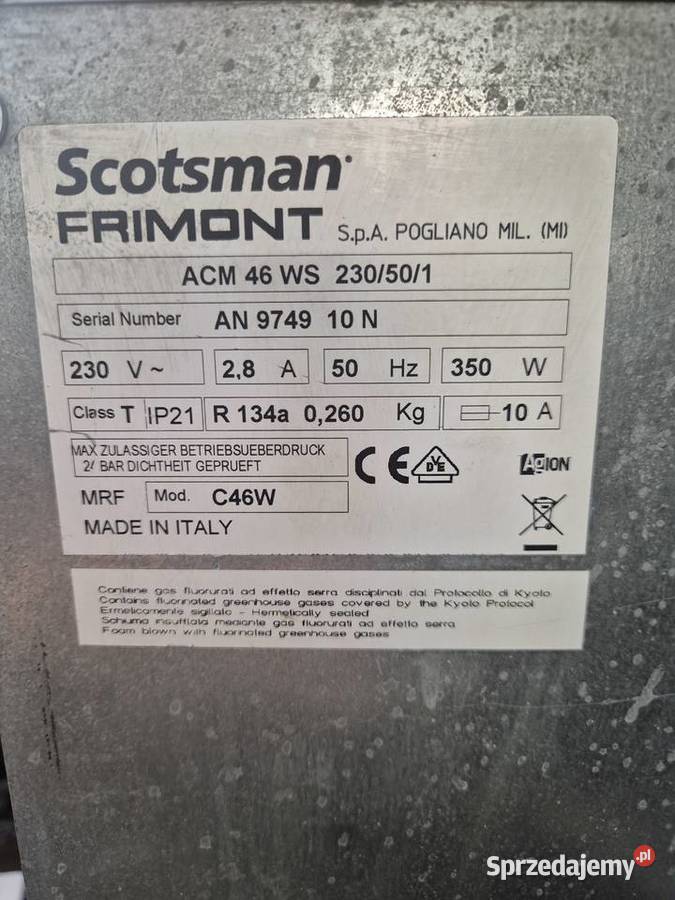 Scotsman
FRIMONT S.p.A. POGLIANO MIL. (MI)
ACM 46 WS 230/50/1
Serial Number AN 9749 10 N
230 V ~ 2,8 A 50 Hz 350 W
Class T IP21 R 134a 0,260 Kg 10 A
MAX ZULASSIGER BETRIEBSUEBERDRUCK
BAR DICHTHEIT GEPRUEFT
CE VDE AgION
MRF Mod. C46W
MADE IN ITALY
Contiene gas fluorurati ad effetto serra disciplinati dal Protocollo di Kyoto
Contains fluorinated greenhouse gases covered by the Kyoto Protocol
Ermeticamente sigillato - Hermetically sealed
Schiuma insufflata mediante gas fluorurati ad effetto serra
Foam blown with fluorinated greenhouse gases
Sprzedajemy.pl